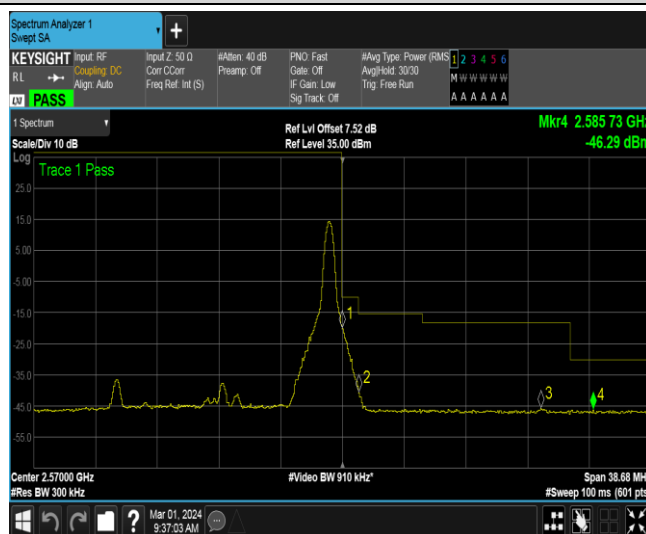 Spectrum Analyzer 1
Swept SA
+
KEYSIGHT
RL
LXI PASS
Input: RF
Coupling: DC
Align: Auto
Input Z: 50 Ω
Corr CCorr
Freq Ref: Int (S)
#Atten: 40 dB
Preamp: Off
PNO: Fast
Gate: Off
IF Gain: Low
Sig Track: Off
#Avg Type: Power (RMS
Avg|Hold: 30/30
Trig: Free Run
1 2 3 4 5 6
M W W W W W
A A A A A A
1 Spectrum
Scale/Div 10 dB
Ref Lvl Offset 7.52 dB
Ref Level 35.00 dBm
Mkr4 2.585 73 GHz
-46.29 dBm
Log
Trace 1 Pass
25.0
15.0
5.00
-5.00
-15.0
-25.0
-35.0
-45.0
-55.0
1
2
3
4
Center 2.57000 GHz
#Res BW 300 kHz
#Video BW 910 kHz*
Span 38.68 MH
#Sweep 100 ms (601 pts
?
Mar 01, 2024
9:37:03 AM